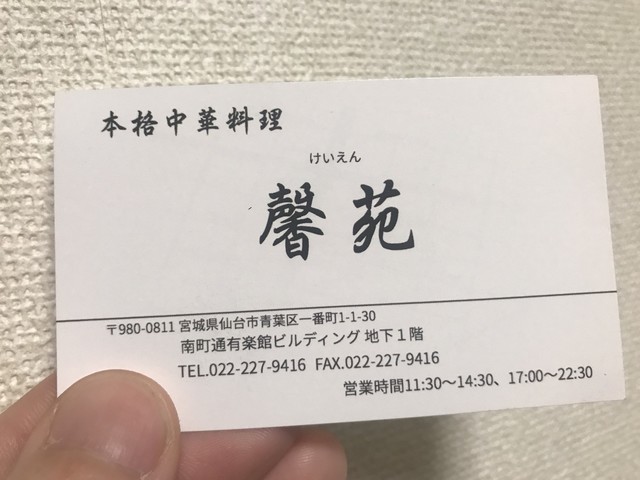 本格中華料理
けいえん
馨苑
〒980-0811 宮城県仙台市青葉区一番町1-1-30
南町通有楽館ビルディング 地下1階
TEL.022-227-9416 FAX.022-227-9416
営業時間11:30〜14:30、17:00〜22:30